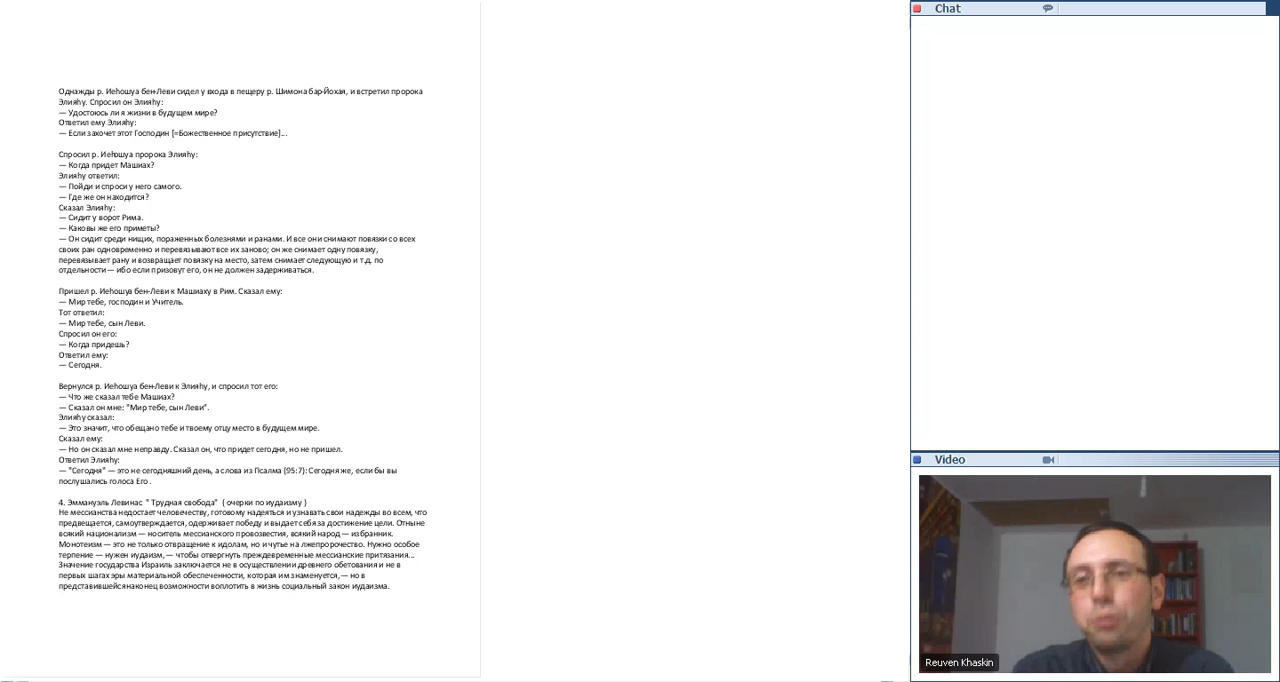 Однажды р. Иеhошуа бен-Леви сидел у входа в пещеру р. Шимона бар-Йохая, и встретил пророка
Элияhу. Спросил он Элияhу:
— Удостоюсь ли я жизни в будущем мире?
Ответил ему Элияhу:
— Если захочет этот Господин [=Божественное присутствие]...
Спросил р. Иеhошуа пророка Элияhу:
— Когда придет Машиах?
Элияhу ответил:
— Пойди и спроси у него самого.
— Где же он находится?
Сказал Элияhу:
— Сидит у ворот Рима.
— Каковы же его приметы?
— Он сидит среди нищих, пораженных болезнями и ранами. И все они снимают повязки со всех
своих ран одновременно и перевязывают все их заново; он же снимает одну повязку,
перевязывает рану и возвращает повязку на место, затем снимает следующую и т.д. по
отдельности — ибо если призовут его, он не должен задерживаться.
Пришел р. Иеhошуа бен-Леви к Машиаху в Рим. Сказал ему:
— Мир тебе, господин и Учитель.
Тот ответил:
— Мир тебе, сын Леви.
Спросил он его:
— Когда придешь?
Ответил ему:
— Сегодня.
Вернулся р. Иеhошуа бен-Леви к Элияhу, и спросил тот его:
— Что же сказал тебе Машиах?
— Сказал он мне: "Мир тебе, сын Леви".
Элияhу сказал:
— Это значит, что обещано тебе и твоему отцу место в будущем мире.
Сказал ему:
— Но он сказал мне неправду. Сказал он, что придет сегодня, но не пришел.
Ответил Элияhу:
— "Сегодня" — это не сегодняшний день, а слова из Псалма (95:7): Сегодня же, если бы вы
послушались голоса Его .
4. Эммануэль Левинас " Трудная свобода" ( очерки по иудаизму )
Не мессианства недостает человечеству, готовому надеяться и узнавать свои надежды во всем, что
предвещается, самоутверждается, одерживает победу и выдает себя за достижение цели. Отныне
всякий национализм — носитель мессианского провозвестия, всякий народ — избранник.
Монотеизм — это не только отвращение к идолам, но и чутье на лжепророчество. Нужно особое
терпение — нужен иудаизм, — чтобы отвергнуть преждевременные мессианские притязания...
Значение государства Израиль заключается не в осуществлении древнего обетования и не в
первых шагах эры материальной обеспеченности, которая им знаменуется, — но в
представившейся наконец возможности воплотить в жизнь социальный закон иудаизма.
Chat
Video
Reuven Khaskin